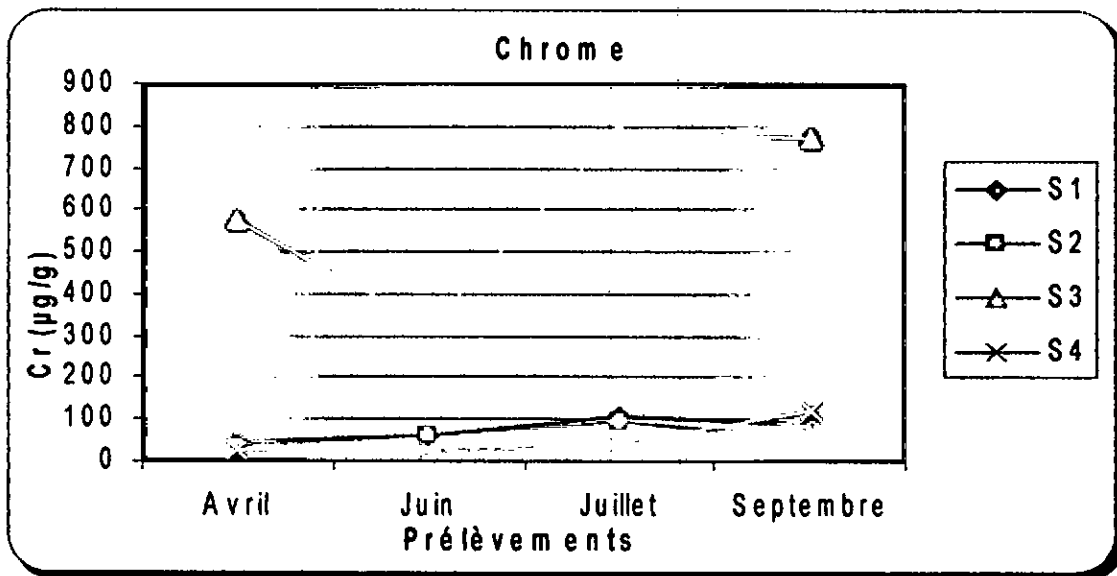 Chrome
900
800
700
600
500
400
300
200
100
0
Cr (µg/g)
Avril Juin Juillet Septembre
Prélèvements
S1
S2
S3
S4